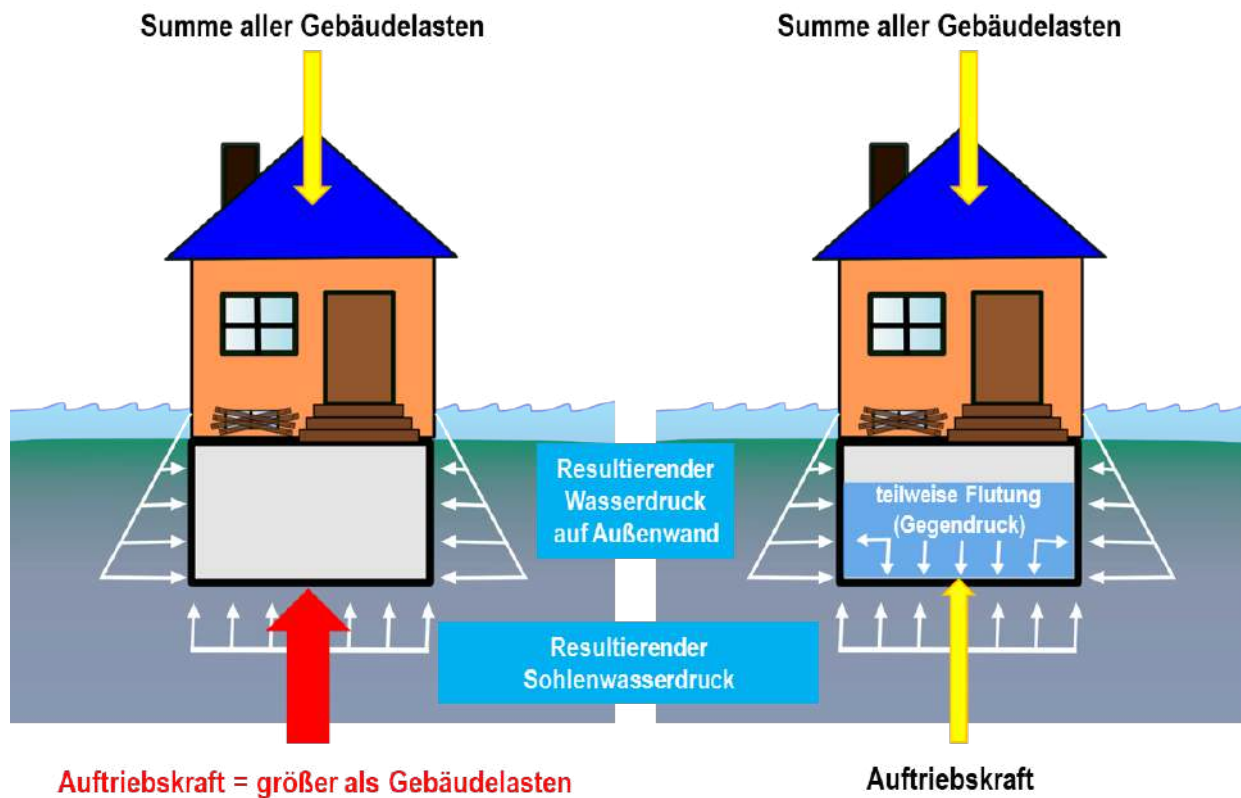 Summe aller Gebäudelasten
Summe aller Gebäudelasten
Resultierender
Wasserdruck
auf Außenwand
teilweise Flutung
(Gegendruck)
Resultierender
Sohlenwasserdruck
Auftriebskraft = größer als Gebäudelasten
Auftriebskraft